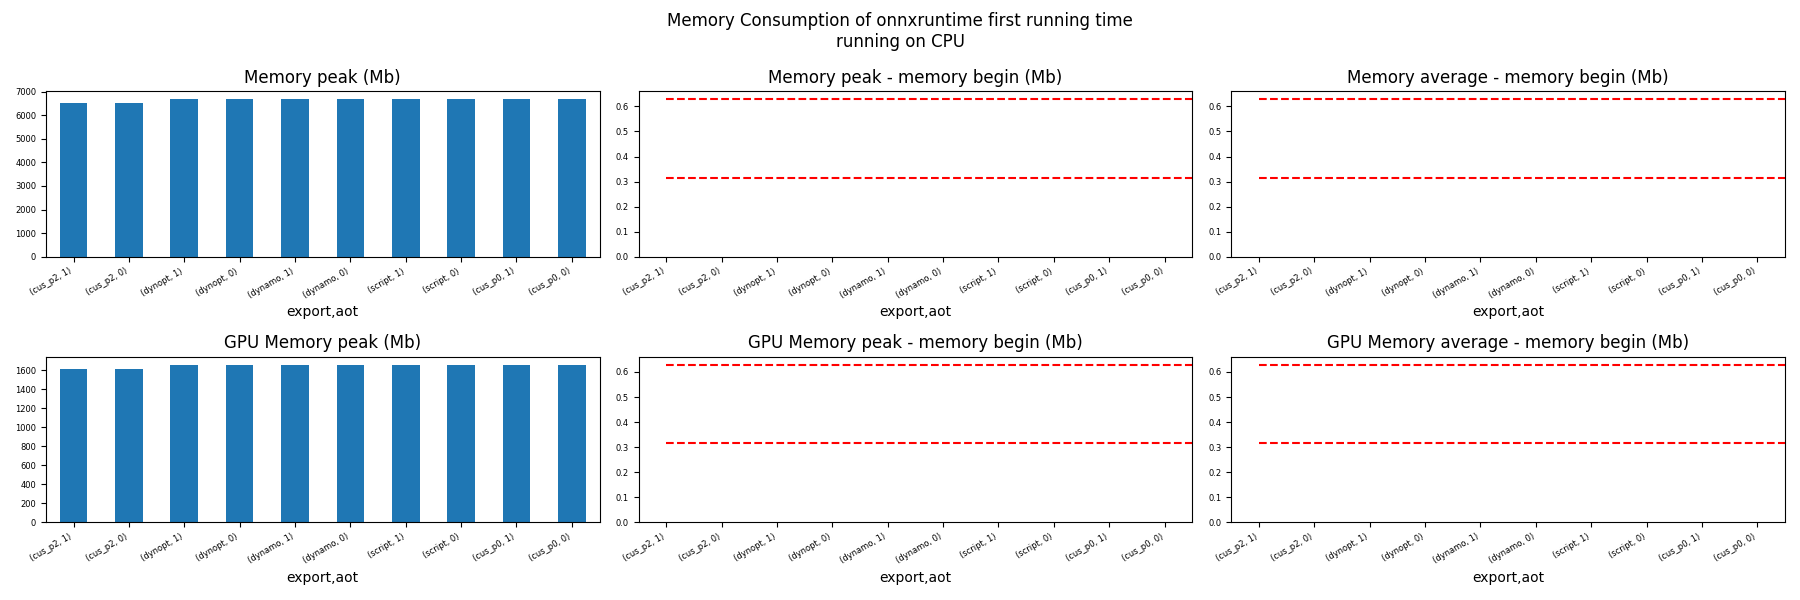 Memory Consumption of onnxruntime first running time
running on CPU
Memory peak (Mb)
7000
6000
5000
4000
3000
2000
1000
0
(cus_p2, 1)
(cus_p2, 0)
(dynopt, 1)
(dynopt, 0)
(dynamo, 1)
(dynamo, 0)
(script, 1)
(script, 0)
(cus_p0, 1)
(cus_p0, 0)
export,aot
Memory peak - memory begin (Mb)
0.6
0.5
0.4
0.3
0.2
0.1
0.0
(cus_p2, 1)
(cus_p2, 0)
(dynopt, 1)
(dynopt, 0)
(dynamo, 1)
(dynamo, 0)
(script, 1)
(script, 0)
(cus_p0, 1)
(cus_p0, 0)
export,aot
Memory average - memory begin (Mb)
0.6
0.5
0.4
0.3
0.2
0.1
0.0
(cus_p2, 1)
(cus_p2, 0)
(dynopt, 1)
(dynopt, 0)
(dynamo, 1)
(dynamo, 0)
(script, 1)
(script, 0)
(cus_p0, 1)
(cus_p0, 0)
export,aot
GPU Memory peak (Mb)
1600
1400
1200
1000
800
600
400
200
0
(cus_p2, 1)
(cus_p2, 0)
(dynopt, 1)
(dynopt, 0)
(dynamo, 1)
(dynamo, 0)
(script, 1)
(script, 0)
(cus_p0, 1)
(cus_p0, 0)
export,aot
GPU Memory peak - memory begin (Mb)
0.6
0.5
0.4
0.3
0.2
0.1
0.0
(cus_p2, 1)
(cus_p2, 0)
(dynopt, 1)
(dynopt, 0)
(dynamo, 1)
(dynamo, 0)
(script, 1)
(script, 0)
(cus_p0, 1)
(cus_p0, 0)
export,aot
GPU Memory average - memory begin (Mb)
0.6
0.5
0.4
0.3
0.2
0.1
0.0
(cus_p2, 1)
(cus_p2, 0)
(dynopt, 1)
(dynopt, 0)
(dynamo, 1)
(dynamo, 0)
(script, 1)
(script, 0)
(cus_p0, 1)
(cus_p0, 0)
export,aot